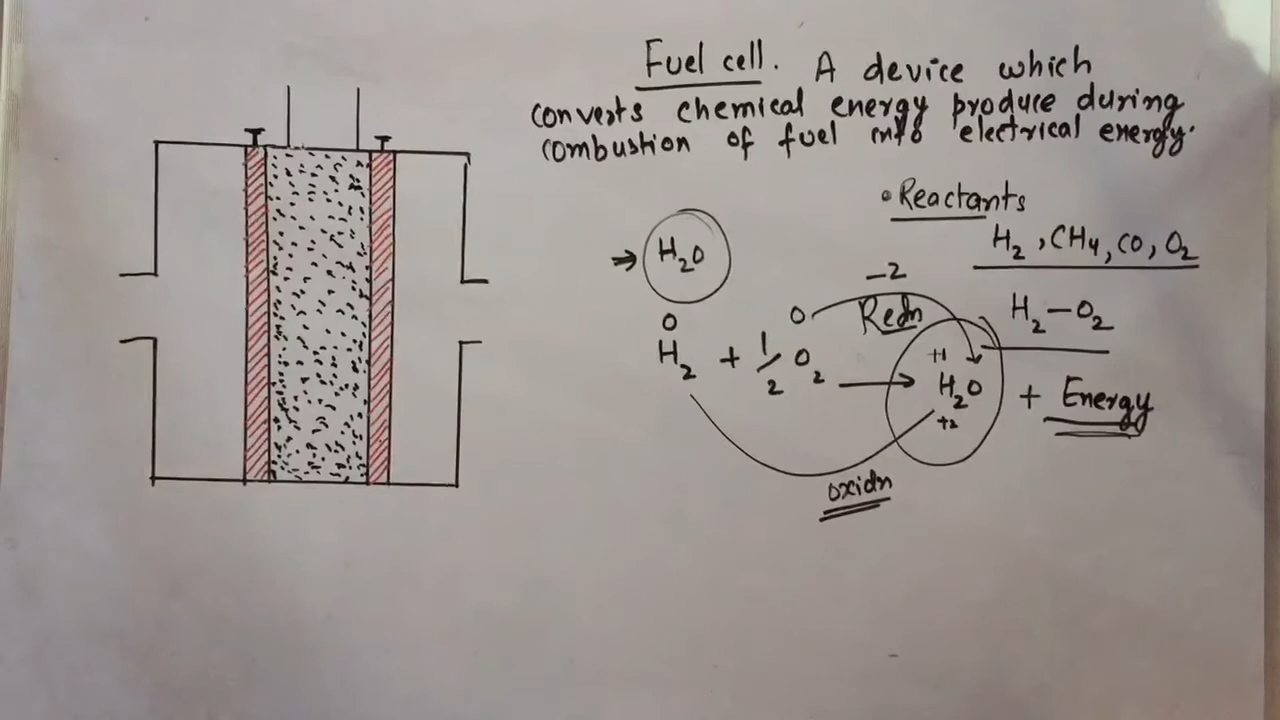 Fuel cell. A device which
converts chemical energy produce during
combustion of fuel into electrical energy.
• Reactants
H₂, CH₄, CO, O₂
→ H₂O
H₂ – O₂
-2
Redn
0 0 +1
H₂ + 1/2 O₂ → H₂O + Energy
+2
oxidn